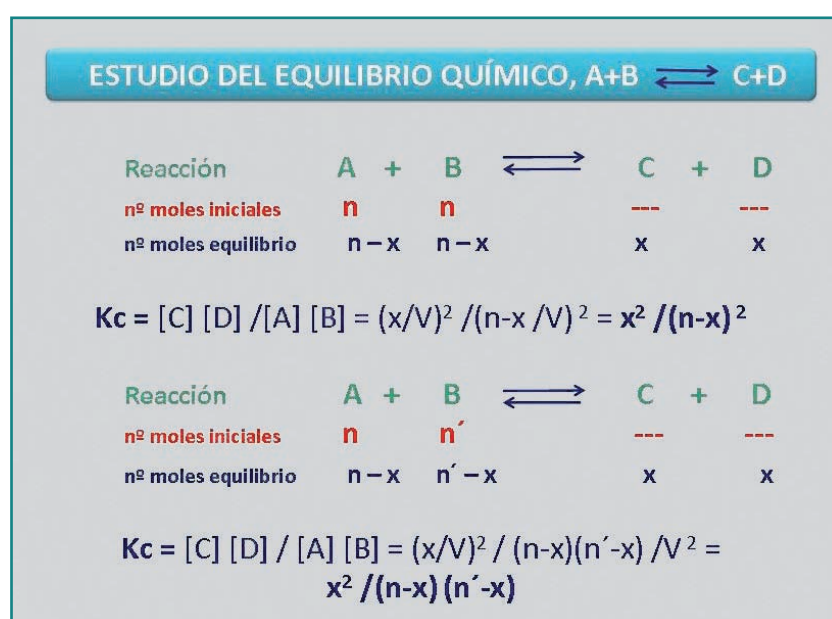 ESTUDIO DEL EQUILIBRIO QUÍMICO, A+B ⇌ C+D
Reacción A + B ⇌ C + D
nº moles iniciales n n --- ---
nº moles equilibrio n – x n – x x x
Kc = [C] [D] /[A] [B] = (x/V)² /(n-x /V) ² = x² /(n-x) ²
Reacción A + B ⇌ C + D
nº moles iniciales n n´ --- ---
nº moles equilibrio n – x n´ – x x x
Kc = [C] [D] / [A] [B] = (x/V)² / (n-x)(n´-x) /V ² =
x² /(n-x) (n´-x)